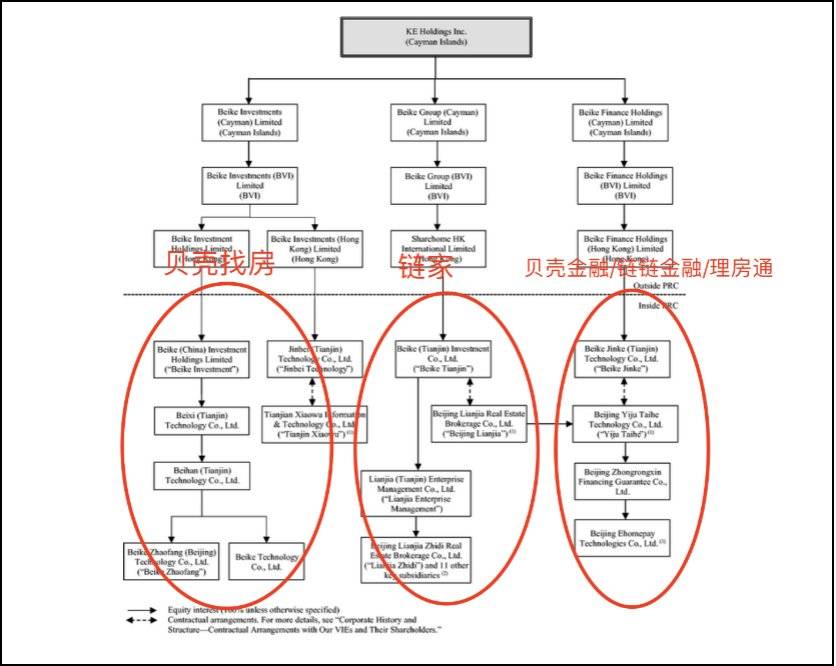 KE Holdings Inc.
(Cayman Islands)
Beike Investments
(Cayman) Limited
(Cayman Islands)
Beike Group (Cayman)
Limited
(Cayman Islands)
Beike Finance Holdings
(Cayman) Limited
(Cayman Islands)
Beike Investments (BVI)
Limited
(BVI)
Beike Group (BVI)
Limited
(BVI)
Beike Finance Holdings
(BVI) Limited
(BVI)
Beike Investment
Holdings Limited
(Hong Kong)
Beike Investments (Hong
Kong) Limited
(Hong Kong)
Sharehome HK
International Limited
(Hong Kong)
Beike Finance Holdings
(Hong Kong) Limited
(Hong Kong)
贝壳找房
链家
贝壳金融/链链金融/理房通
Outside PRC
Inside PRC
Beike (China) Investment
Holdings Limited
("Beike Investment")
Jinbei (Tianjin)
Technology Co., Ltd.
("Jinbei Technology")
Beike (Tianjin) Investment
Co., Ltd.
("Beike Tianjin")
Beike Jinke (Tianjin)
Technology Co., Ltd.
("Beike Jinke")
Beixi (Tianjin)
Technology Co., Ltd.
Tianjian Xiaowu Information
& Technology Co., Ltd.
("Tianjin Xiaowu") (1)
Beijing Lianjia Real Estate
Brokerage Co., Ltd.
("Beijing Lianjia") (1)
Beijing Yiju Taihe
Technology Co., Ltd.
("Yiju Taihe") (1)
Beihan (Tianjin)
Technology Co., Ltd.
Lianjia (Tianjin) Enterprise
Management Co., Ltd.
("Lianjia Enterprise
Management")
Beijing Zhongrongxin
Financing Guarantee Co.,
Ltd.
Beike Zhaofang (Beijing)
Technology Co., Ltd.
("Beike Zhaofang")
Beike Technology
Co., Ltd.
Beijing Lianjia Zhidi Real
Estate Brokerage Co., Ltd.
("Lianjia Zhidi") and 11 other
key subsidiaries (2)
Beijing Ehomepay
Technologies Co., Ltd. (3)
Equity interest (100% unless otherwise specified)
Contractual arrangements. For more details, see "Corporate History and
Structure—Contractual Arrangements with Our VIEs and Their Shareholders."